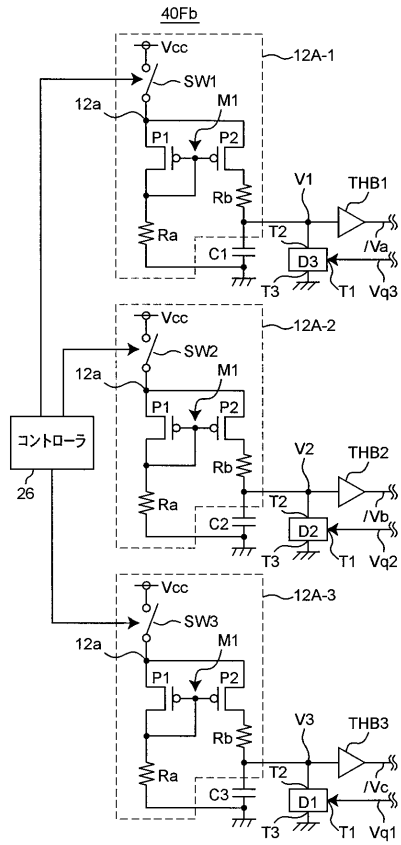 40Fb
Vcc
12A-1
SW1
12a
M1
P1
P2
Rb
V1
THB1
Ra
T2
/Va
C1
D3
T3
T1
Vq3
Vcc
12A-2
SW2
12a
M1
P1
P2
コントローラ
26
Rb
V2
THB2
Ra
T2
/Vb
C2
D2
T3
T1
Vq2
Vcc
12A-3
SW3
12a
M1
P1
P2
Rb
V3
THB3
Ra
T2
/Vc
C3
D1
T3
T1
Vq1